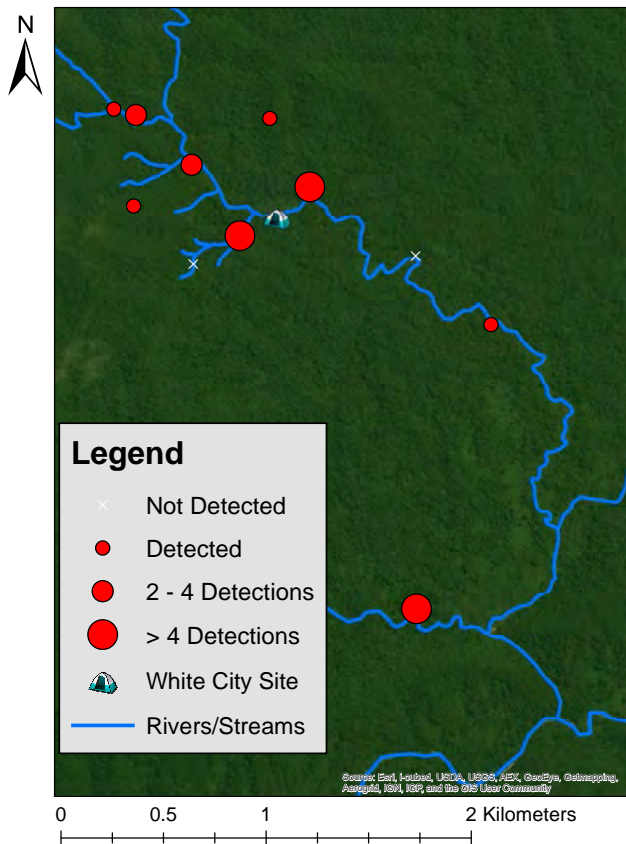 N
Legend
Not Detected
Detected
2 - 4 Detections
> 4 Detections
White City Site
Rivers/Streams
Source: Esri, i-cubed, USDA, USGS, AEX, GeoEye, Getmapping,
Aerogrid, IGN, IGP, and the GIS User Community
0 0.5 1 2 Kilometers